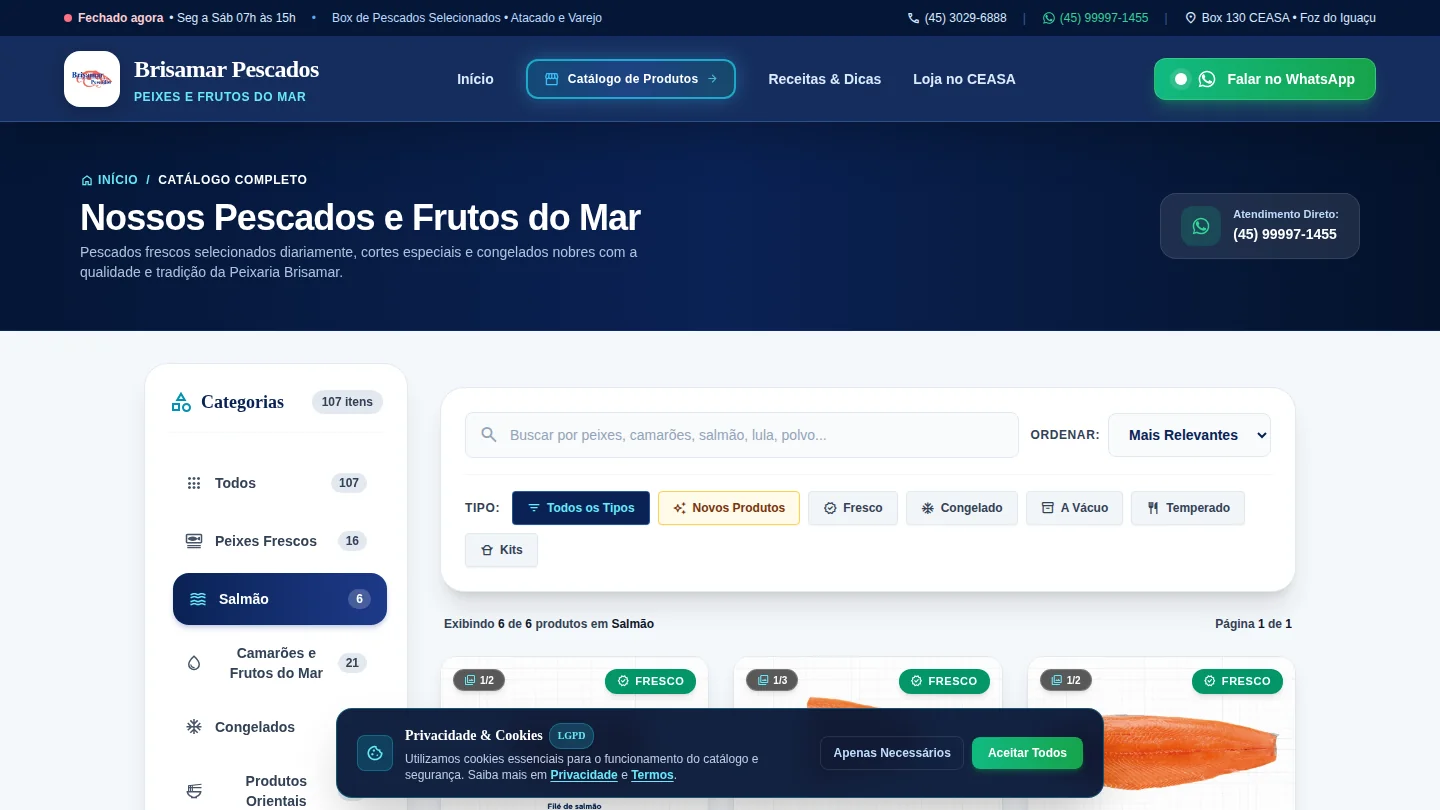 Fechado agora • Seg a Sáb 07h às 15h • Box de Pescados Selecionados • Atacado e Varejo
(45) 3029-6888 | (45) 99997-1455 | Box 130 CEASA • Foz do Iguaçu
Brisamar
Pescados
Brisamar Pescados
PEIXES E FRUTOS DO MAR
Início
Catálogo de Produtos
Receitas & Dicas
Loja no CEASA
Falar no WhatsApp
INÍCIO / CATÁLOGO COMPLETO
Nossos Pescados e Frutos do Mar
Pescados frescos selecionados diariamente, cortes especiais e congelados nobres com a
qualidade e tradição da Peixaria Brisamar.
Atendimento Direto:
(45) 99997-1455
Categorias
107 itens
Todos
107
Peixes Frescos
16
Salmão
6
Camarões e
Frutos do Mar
21
Congelados
Produtos
Orientais
Buscar por peixes, camarões, salmão, lula, polvo...
ORDENAR:
Mais Relevantes
TIPO:
Todos os Tipos
Novos Produtos
Fresco
Congelado
A Vácuo
Temperado
Kits
Exibindo 6 de 6 produtos em Salmão
Página 1 de 1
1/2
FRESCO
1/3
FRESCO
1/2
FRESCO
Privacidade & Cookies
LGPD
Utilizamos cookies essenciais para o funcionamento do catálogo e
segurança. Saiba mais em Privacidade e Termos.
Apenas Necessários
Aceitar Todos
Filé de salmão